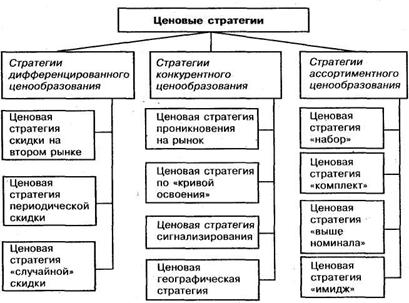 Ценовые стратегии
Стратегии
дифференцированного
ценообразования
Ценовая
стратегия
скидки на
втором рынке
Ценовая
стратегия
периодической
скидки
Ценовая
стратегия
«случайной»
скидки
Стратегии
конкурентного
ценообразования
Ценовая стратегия
проникновения
на рынок
Ценовая стратегия
по «кривой
освоения»
Ценовая стратегия
сигнализирования
Ценовая
географическая
стратегия
Стратегии
ассортиментного
ценообразования
Ценовая
стратегия
«набор»
Ценовая
стратегия
«комплект»
Ценовая
стратегия
«выше
номинала»
Ценовая
стратегия
«имидж»